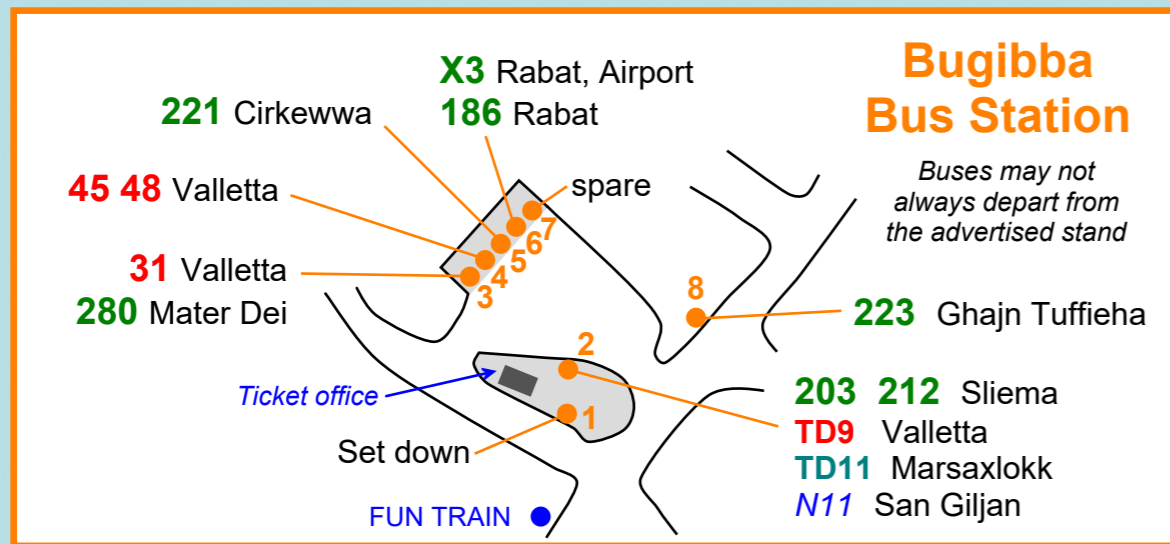 Bugibba
Bus Station
Buses may not
always depart from
the advertised stand
X3 Rabat, Airport
186 Rabat
221 Cirkewwa
45 48 Valletta
31 Valletta
280 Mater Dei
spare
7
6
5
4
3
8
223 Ghajn Tuffieha
2
Ticket office
1
Set down
203 212 Sliema
TD9 Valletta
TD11 Marsaxlokk
N11 San Giljan
FUN TRAIN